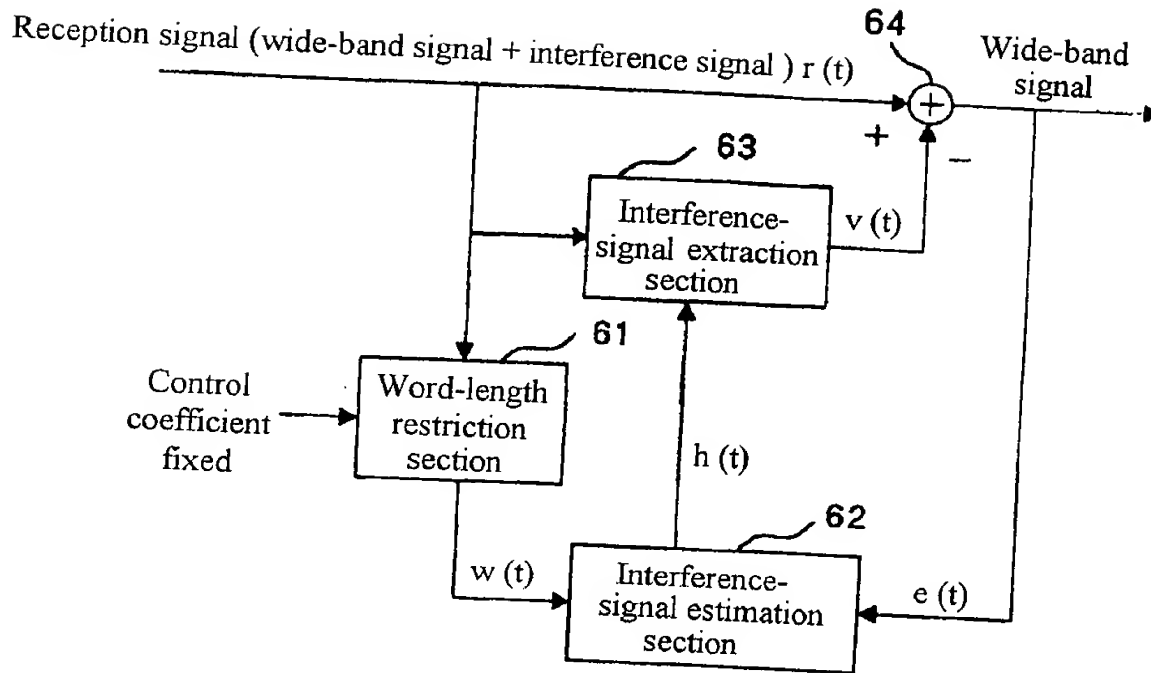 Reception signal (wide-band signal + interference signal ) r (t)
64
Wide-band
signal
+
+
−
63
Interference-
signal extraction
section
v (t)
61
Control
coefficient
fixed
Word-length
restriction
section
h (t)
62
w (t)
Interference-
signal estimation
section
e (t)